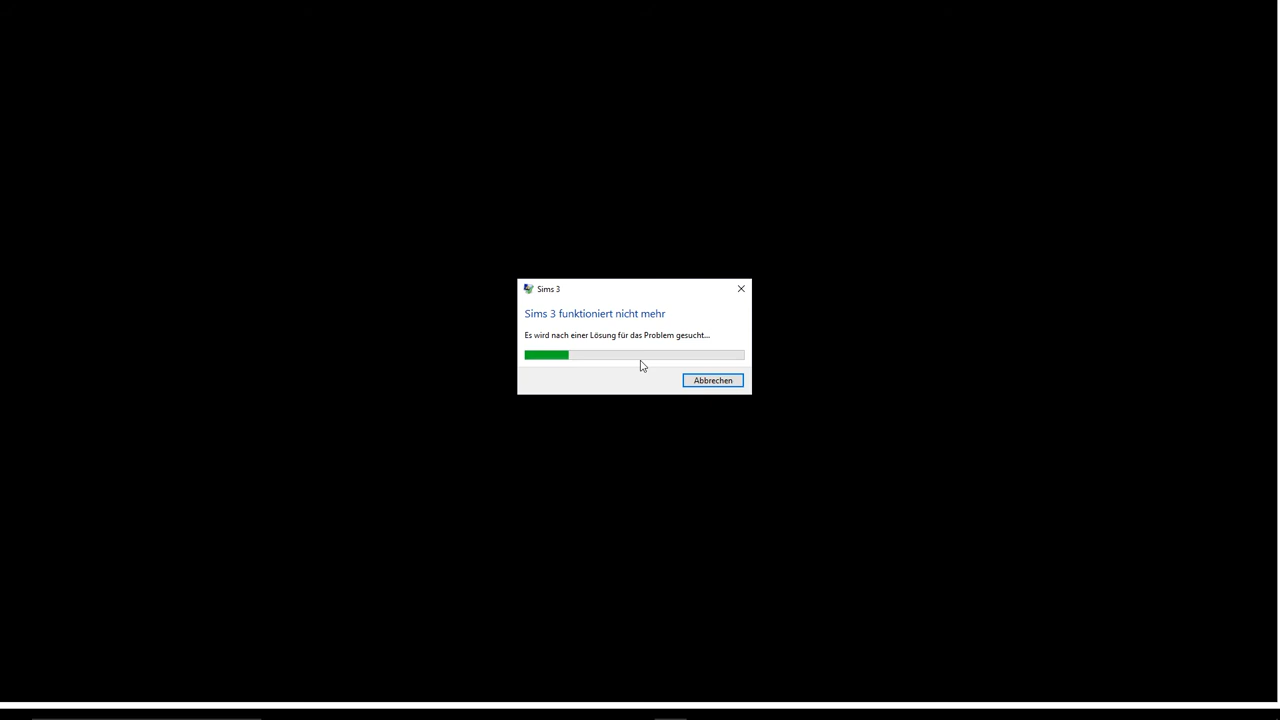 Sims 3
Sims 3 funktioniert nicht mehr
Es wird nach einer Lösung für das Problem gesucht...
Abbrechen